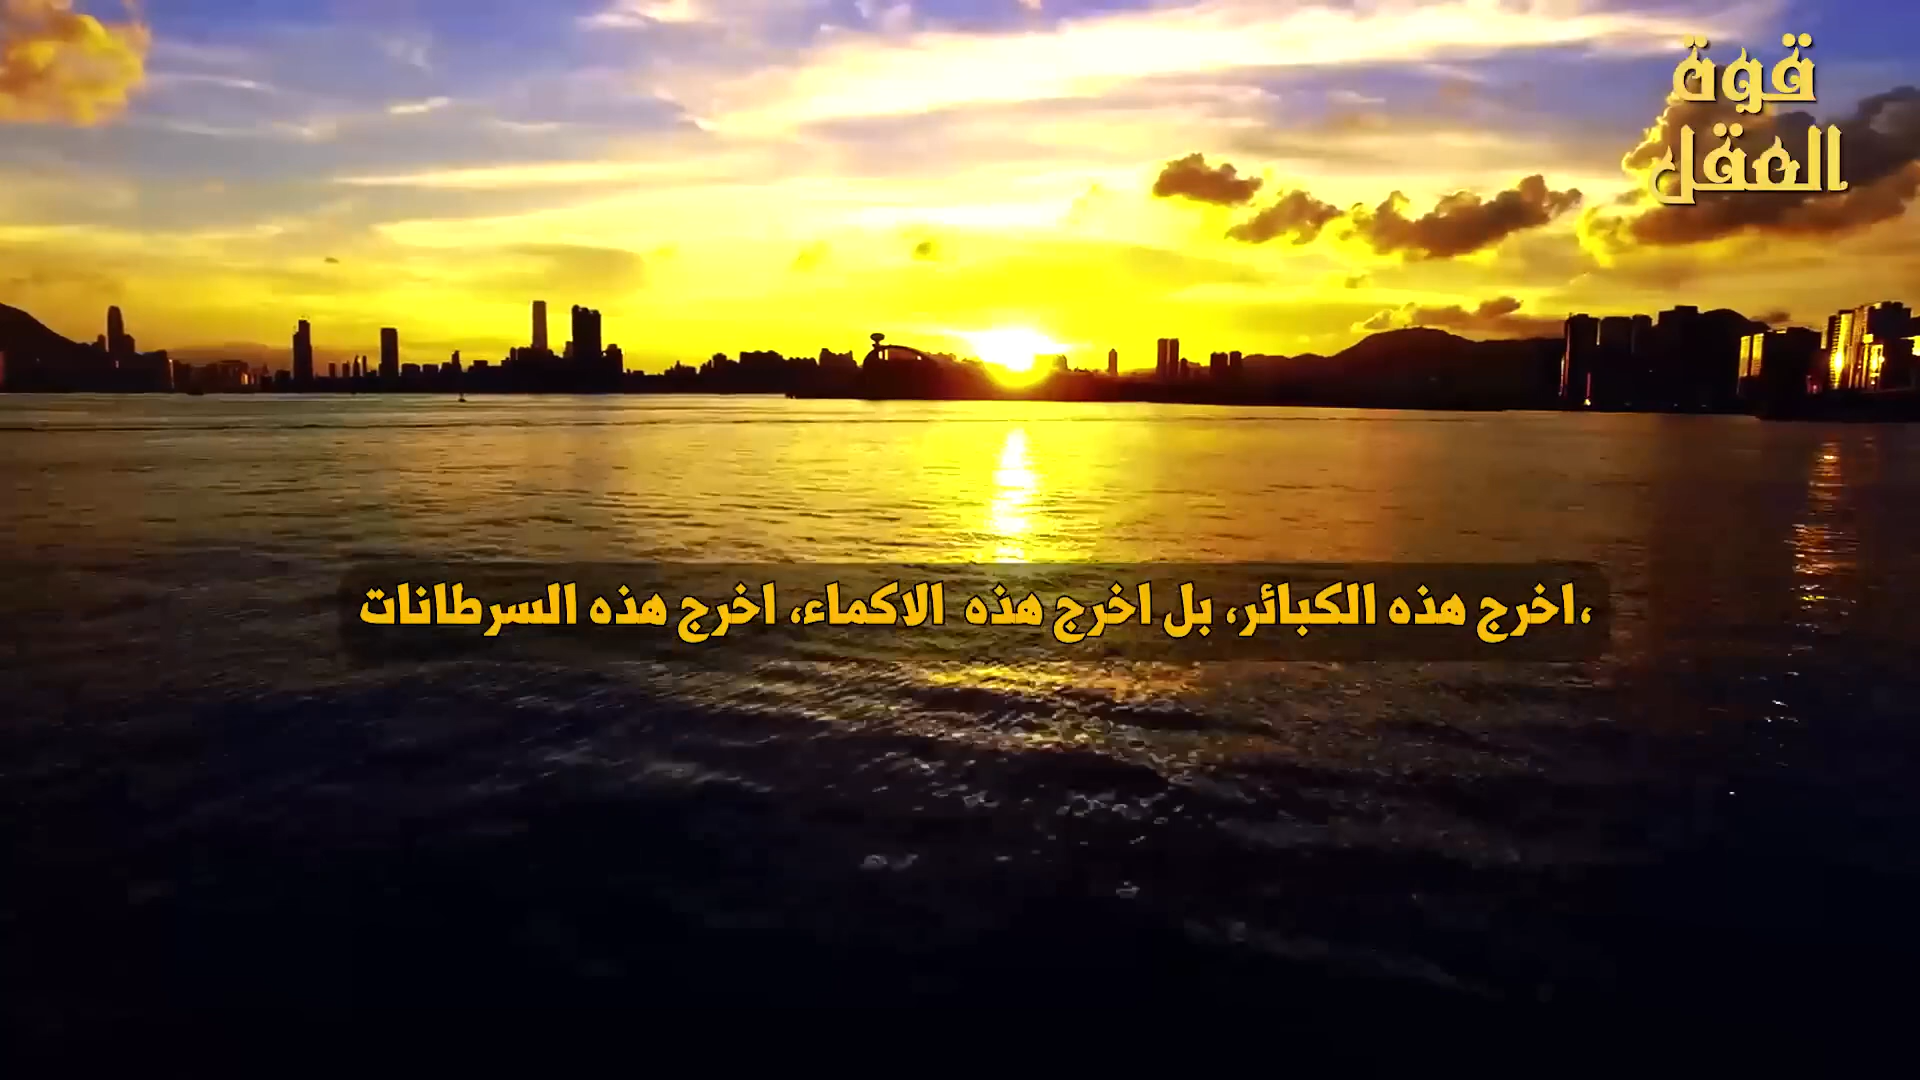 قوة
العقل
،اخرج هذه الكبائر، بل اخرج هذه الاكماء، اخرج هذه السرطانات